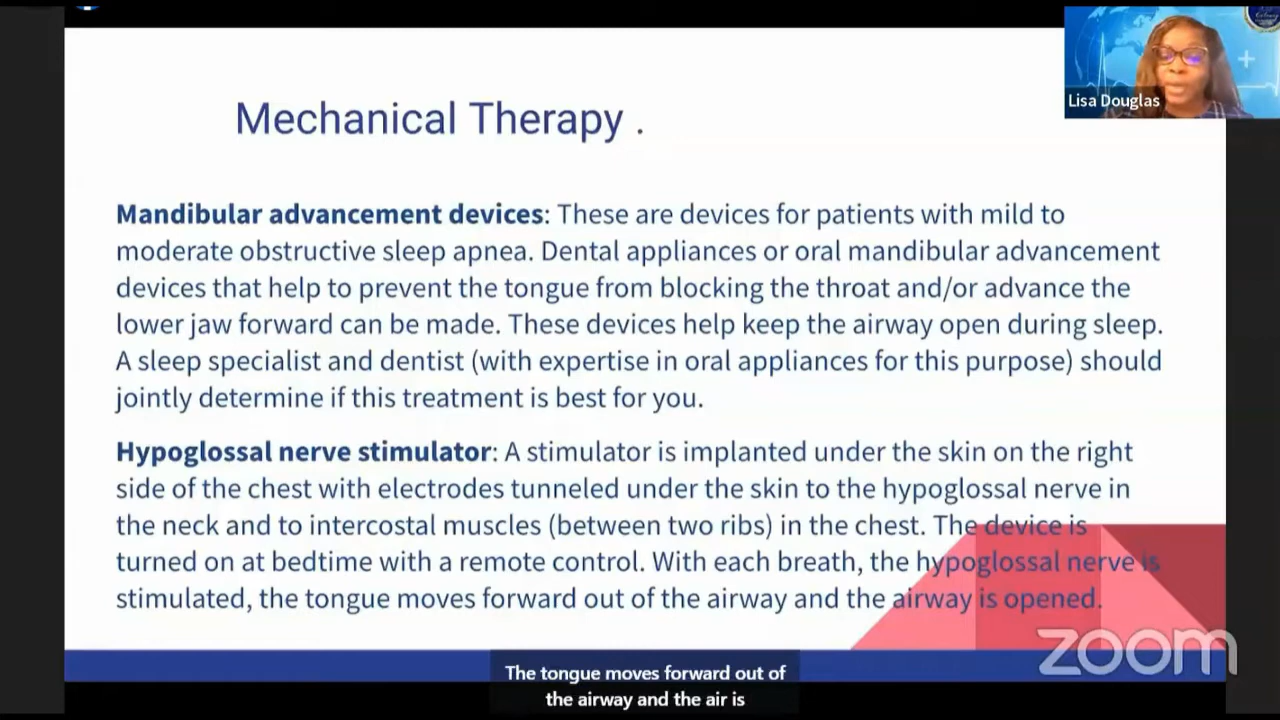 Lisa Douglas
Mechanical Therapy .
Mandibular advancement devices: These are devices for patients with mild to
moderate obstructive sleep apnea. Dental appliances or oral mandibular advancement
devices that help to prevent the tongue from blocking the throat and/or advance the
lower jaw forward can be made. These devices help keep the airway open during sleep.
A sleep specialist and dentist (with expertise in oral appliances for this purpose) should
jointly determine if this treatment is best for you.
Hypoglossal nerve stimulator: A stimulator is implanted under the skin on the right
side of the chest with electrodes tunneled under the skin to the hypoglossal nerve in
the neck and to intercostal muscles (between two ribs) in the chest. The device is
turned on at bedtime with a remote control. With each breath, the hypoglossal nerve is
stimulated, the tongue moves forward out of the airway and the airway is opened.
zoom
The tongue moves forward out of
the airway and the air is